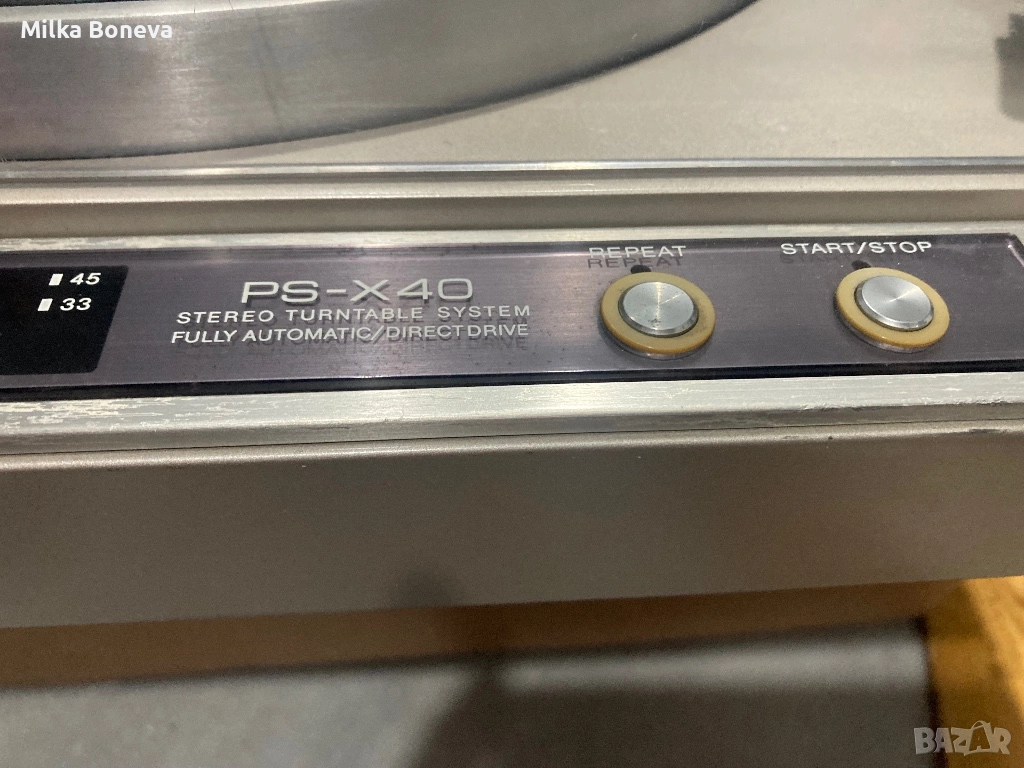 Milka Boneva
REPEAT
START/STOP
45
33
PS-X40
STEREO TURNTABLE SYSTEM
FULLY AUTOMATIC/DIRECT DRIVE
BAZAR